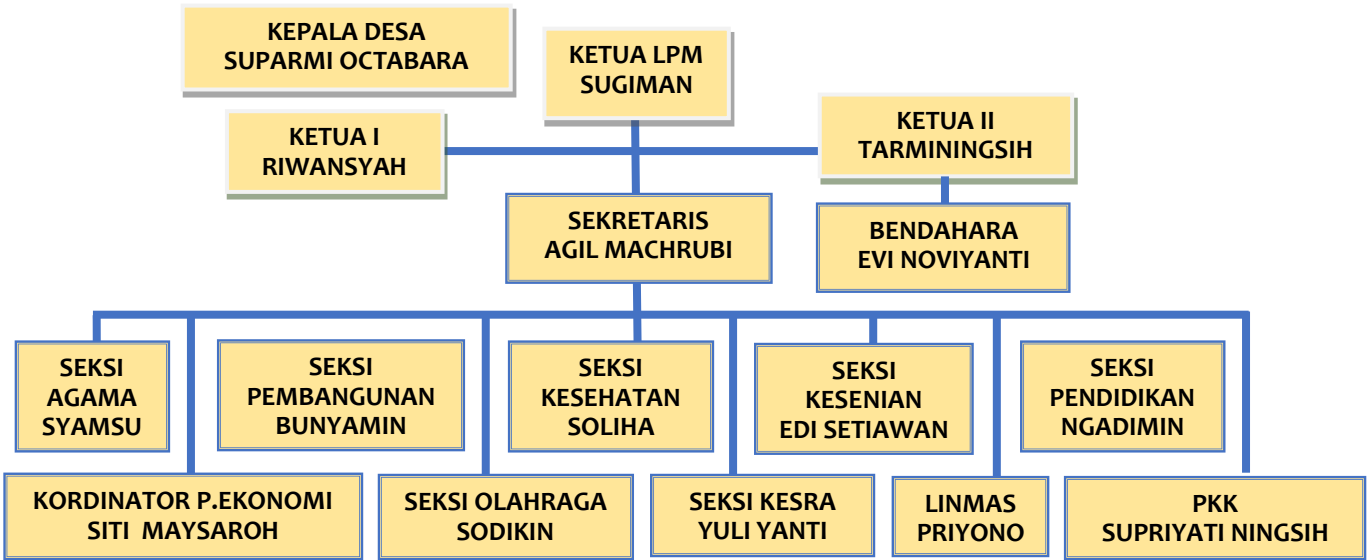 KEPALA DESA
SUPARMI OCTABARA
KETUA LPM
SUGIMAN
KETUA I
RIWANSYAH
KETUA II
TARMININGSIH
SEKRETARIS
AGIL MACHRUBI
BENDAHARA
EVI NOVIYANTI
SEKSI
AGAMA
SYAMSU
SEKSI
PEMBANGUNAN
BUNYAMIN
SEKSI
KESEHATAN
SOLIHA
SEKSI
KESENIAN
EDI SETIAWAN
SEKSI
PENDIDIKAN
NGADIMIN
KORDINATOR P.EKONOMI
SITI MAYSAROH
SEKSI OLAHRAGA
SODIKIN
SEKSI KESRA
YULI YANTI
LINMAS
PRIYONO
PKK
SUPRIYATI NINGSIH